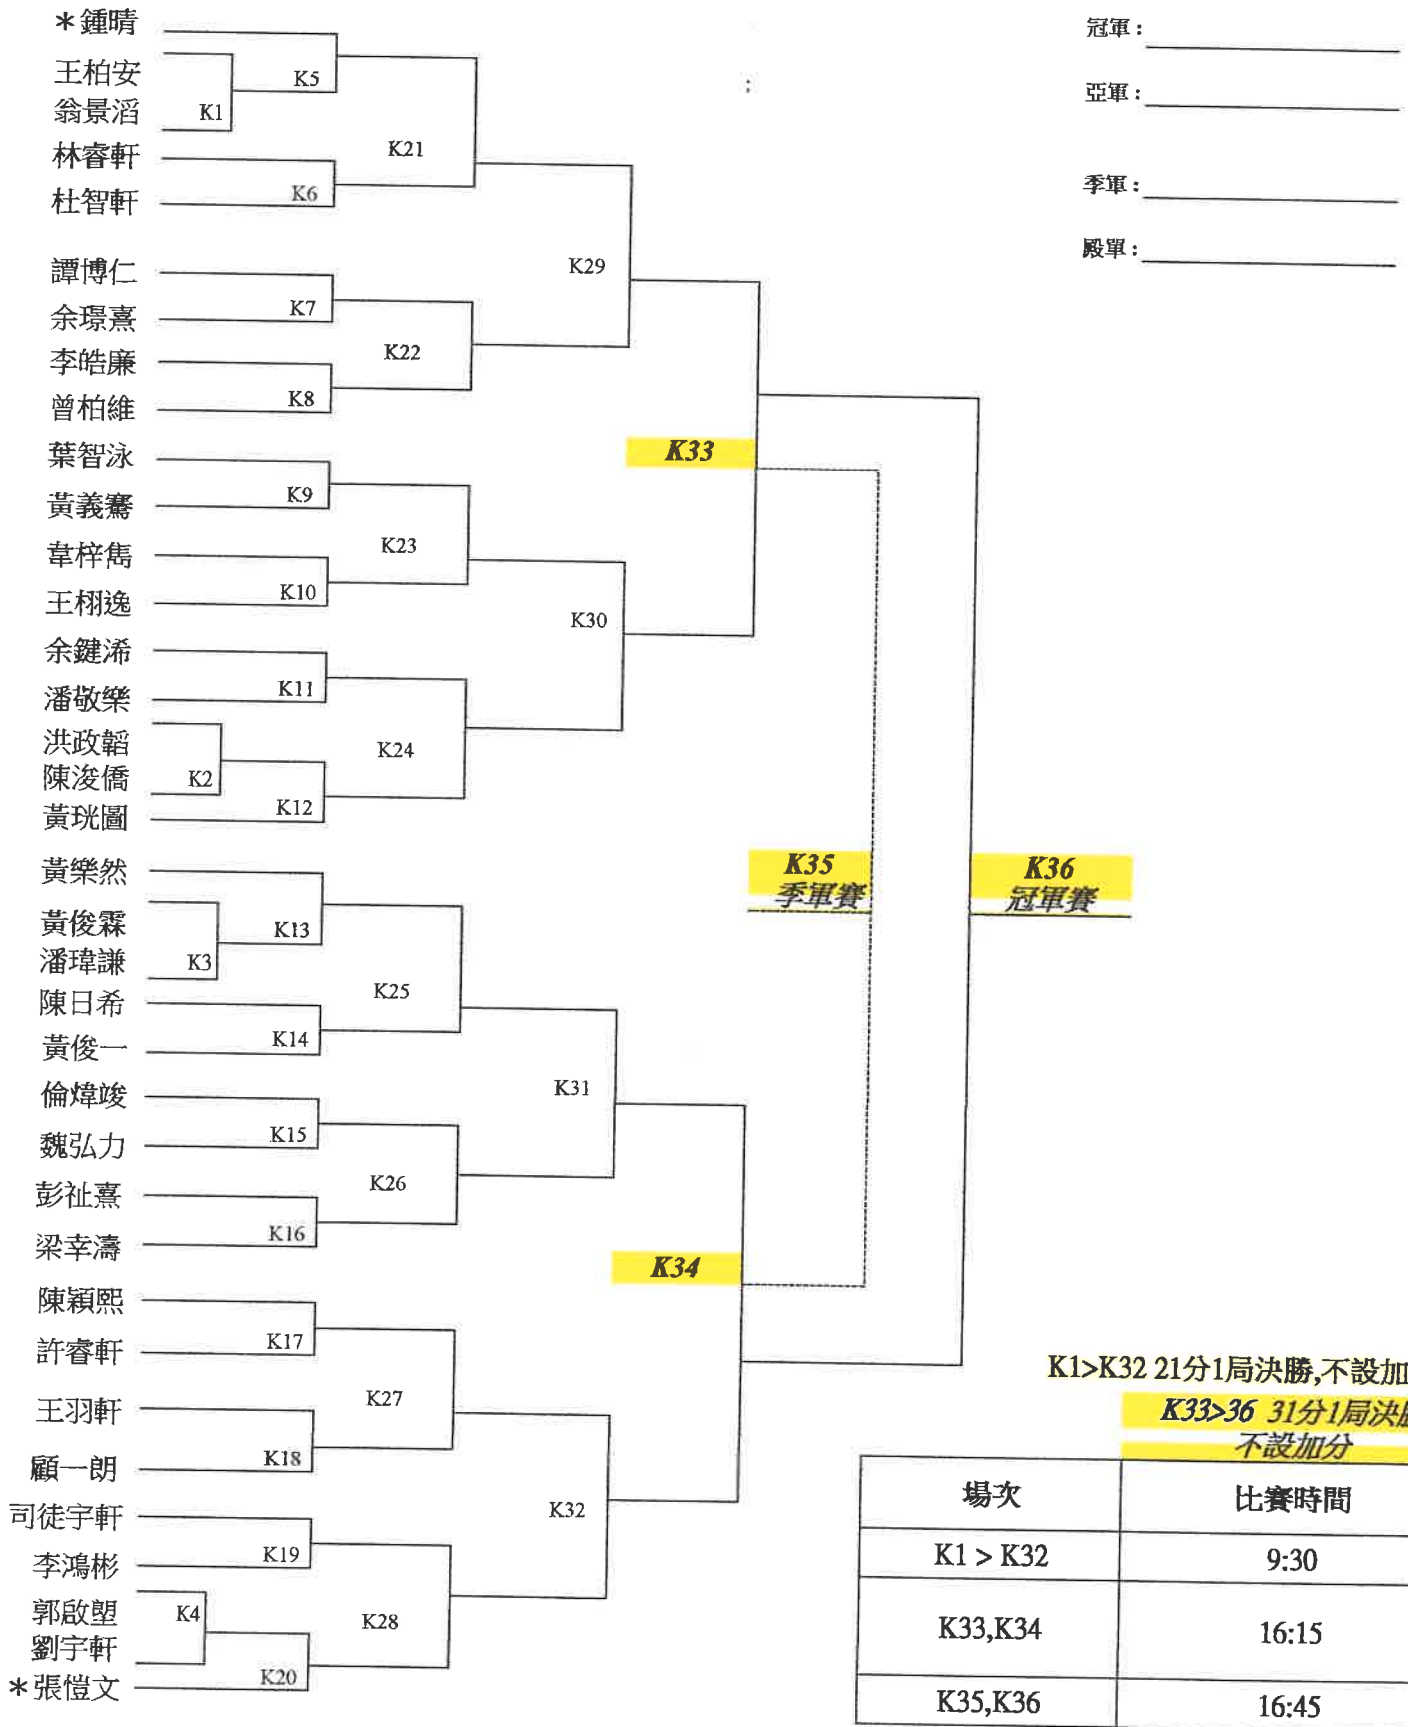 ＊鍾晴
王柏安
翁景滔
林睿軒
杜智軒
譚博仁
余璟熹
李皓廉
曾柏維
葉智泳
黃義騫
韋梓雋
王栩逸
余鍵浠
潘敬樂
洪政韜
陳浚僑
黃珖圖
黃樂然
黃俊霖
潘瑋謙
陳日希
黃俊一
倫煒竣
魏弘力
彭祉熹
梁幸濤
陳穎熙
許睿軒
王羽軒
顧一朗
司徒宇軒
李鴻彬
郭啟塱
劉宇軒
＊張愷文
K1
K2
K3
K4
K5
K6
K7
K8
K9
K10
K11
K12
K13
K14
K15
K16
K17
K18
K19
K20
K21
K22
K23
K24
K25
K26
K27
K28
K29
K30
K31
K32
K33
K34
K35
季軍賽
K36
冠軍賽
冠軍：
亞軍：
季軍：
殿軍：
K1>K32 21分1局決勝,不設加
K33>36 31分1局決勝
不設加分
場次 比賽時間
K1 > K32 9:30
K33,K34 16:15
K35,K36 16:45